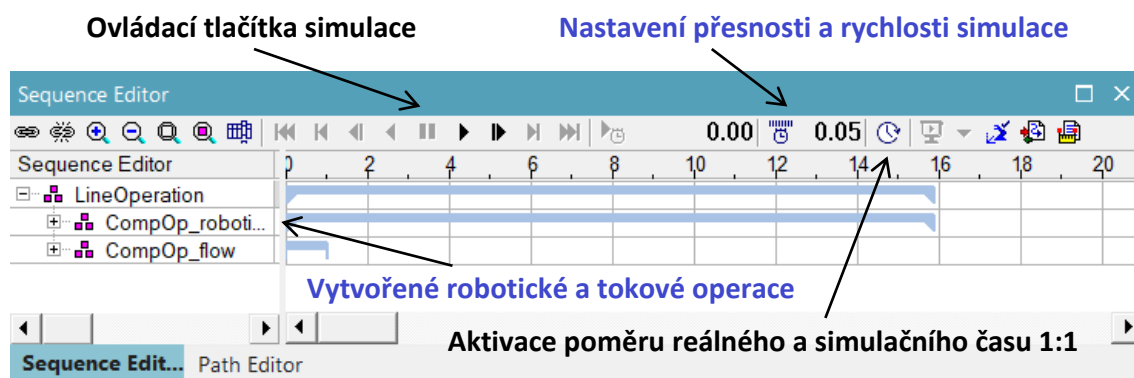 Ovládací tlačítka simulace
Nastavení přesnosti a rychlosti simulace
Sequence Editor
0.00
0.05
Sequence Editor
0 2 4 6 8 10 12 14 16 18 20
LineOperation
CompOp_roboti...
CompOp_flow
Vytvořené robotické a tokové operace
Aktivace poměru reálného a simulačního času 1:1
Sequence Edit... Path Editor